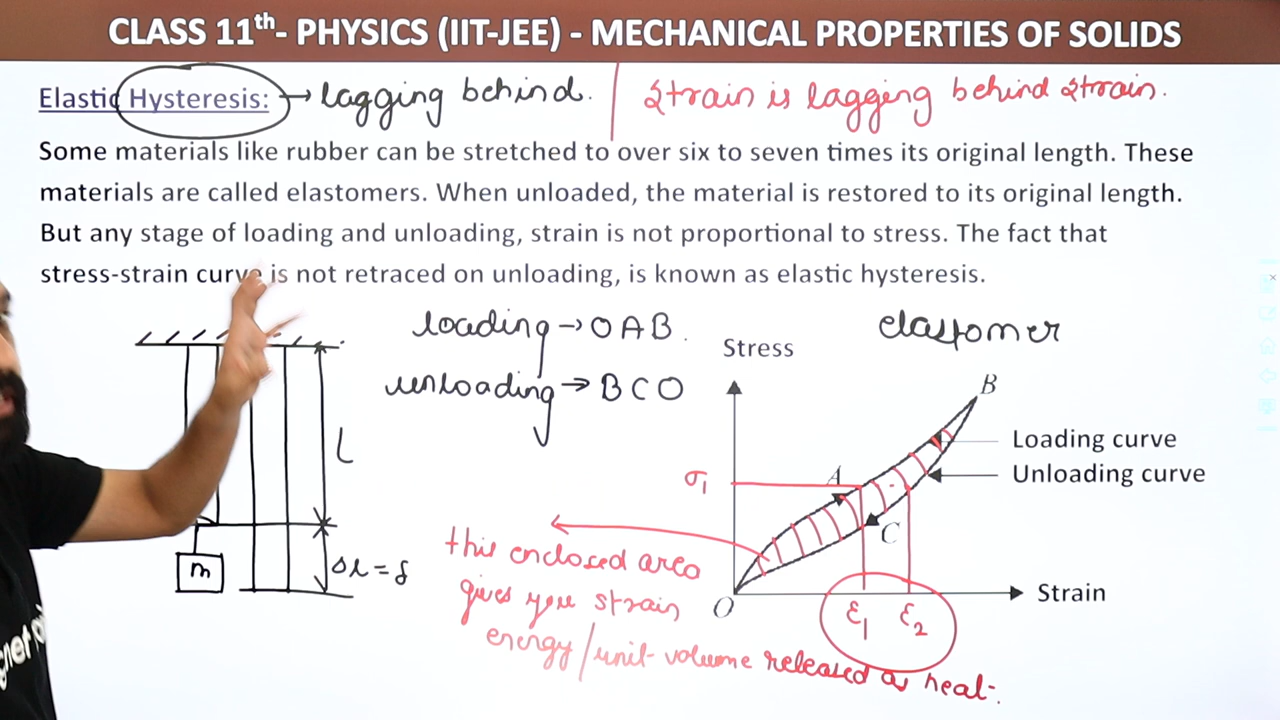 CLASS 11th- PHYSICS (IIT-JEE) - MECHANICAL PROPERTIES OF SOLIDS
Elastic Hysteresis: → lagging behind. | Strain is lagging behind strain.
Some materials like rubber can be stretched to over six to seven times its original length. These
materials are called elastomers. When unloaded, the material is restored to its original length.
But any stage of loading and unloading, strain is not proportional to stress. The fact that
stress-strain curve is not retraced on unloading, is known as elastic hysteresis.
loading → OAB.
unloading → BCO
elastomer
Stress
B
Loading curve
Unloading curve
A
σ1
C
L
m
Δl = δ
this enclosed area
gives you strain
energy/unit volume released as heat.
O
Strain
ε1 ε2